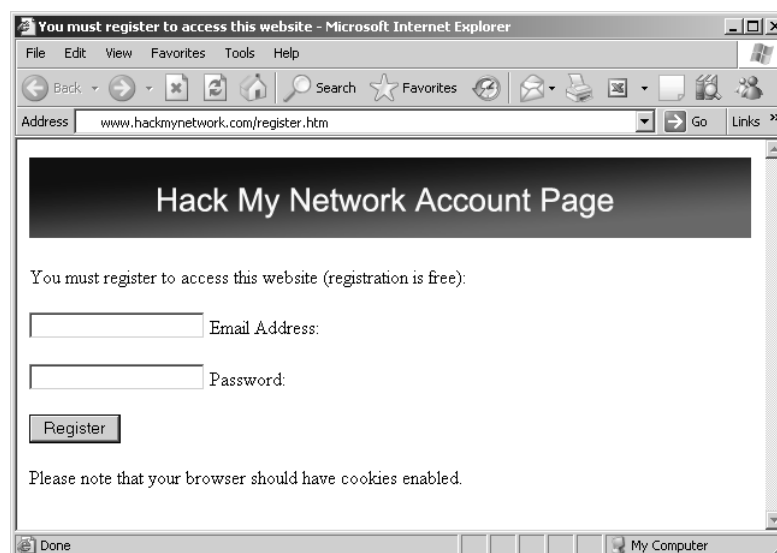 You must register to access this website - Microsoft Internet Explorer
File Edit View Favorites Tools Help
Back Search Favorites
Address www.hackmynetwork.com/register.htm Go Links »
Hack My Network Account Page
You must register to access this website (registration is free):
Email Address:
Password:
Register
Please note that your browser should have cookies enabled.
Done My Computer